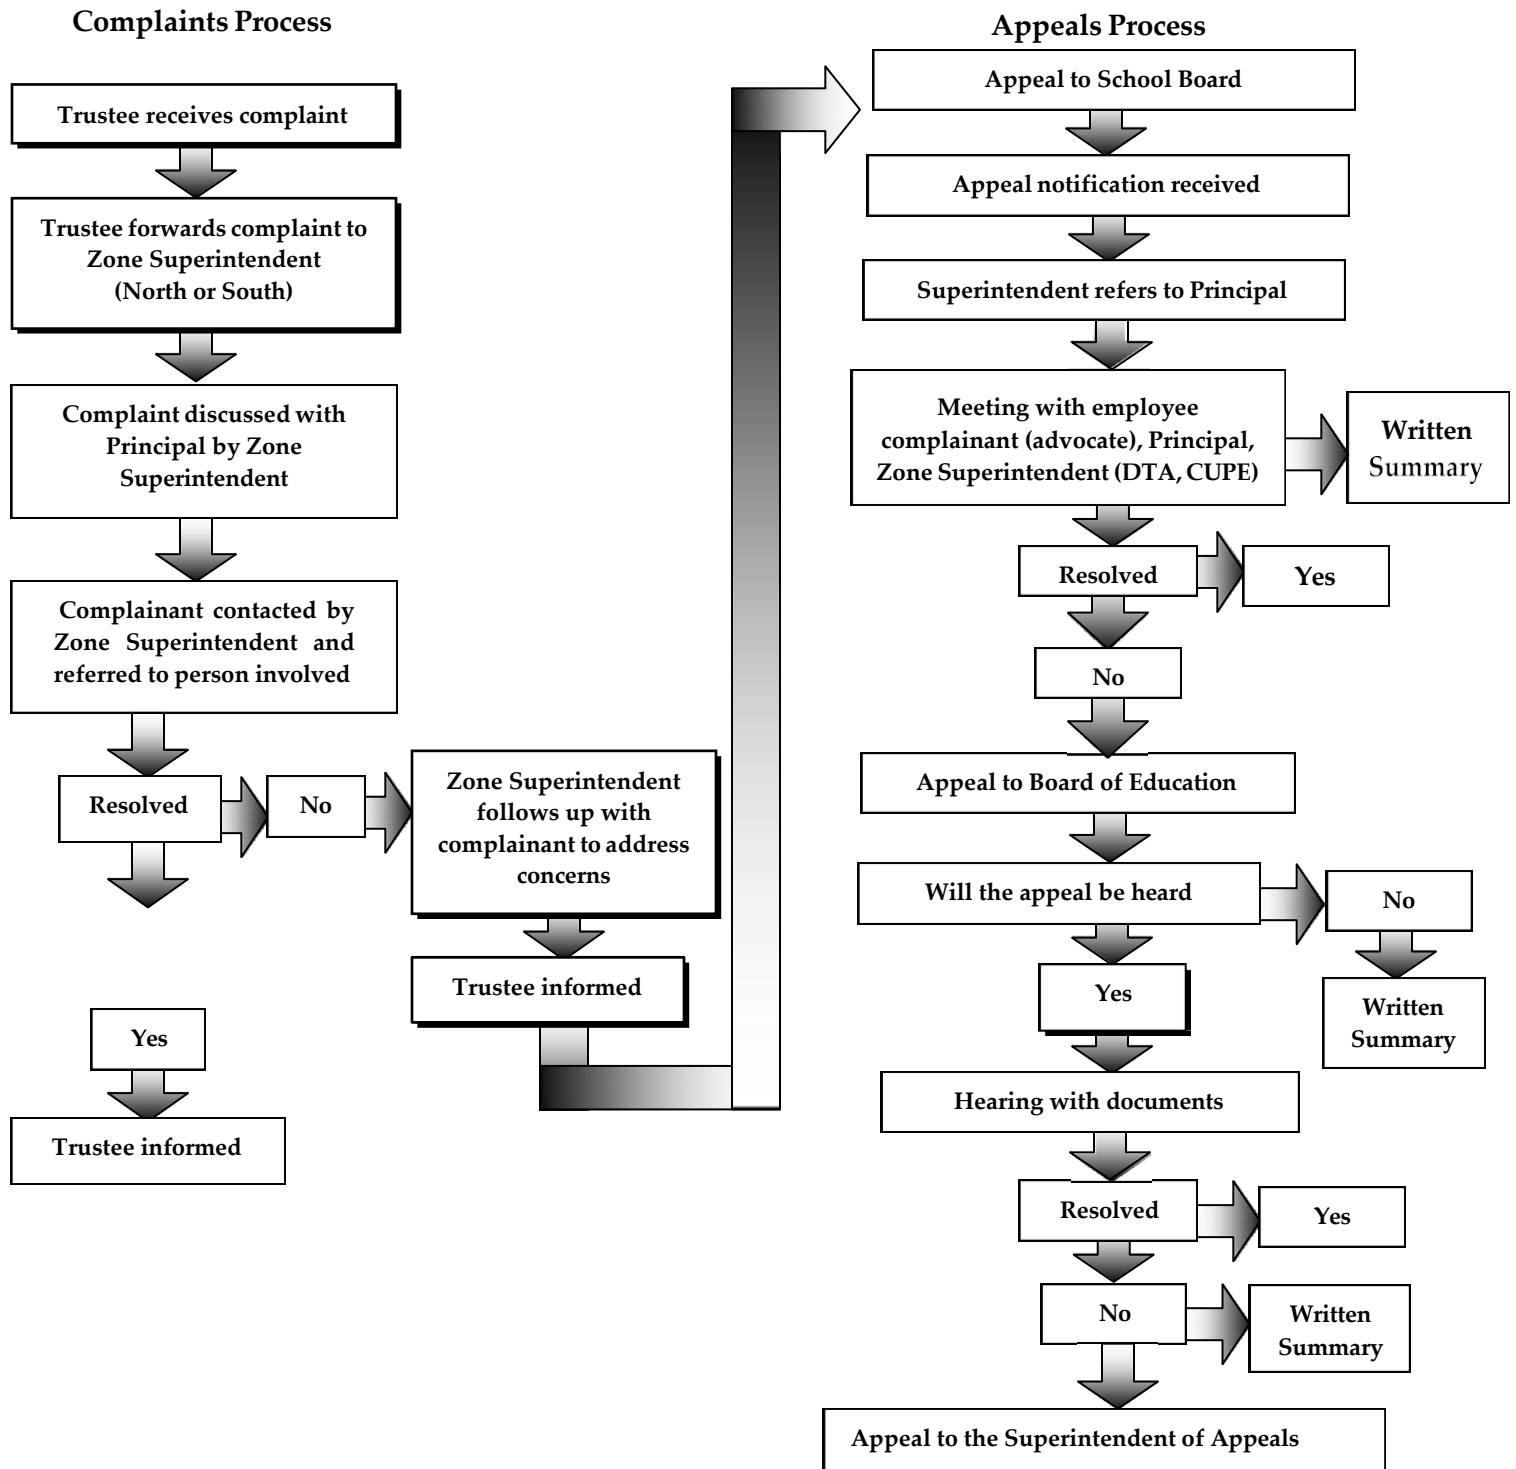 Complaints Process
Trustee receives complaint
Trustee forwards complaint to
Zone Superintendent
(North or South)
Complaint discussed with
Principal by Zone
Superintendent
Complainant contacted by
Zone Superintendent and
referred to person involved
Resolved
No
Zone Superintendent
follows up with
complainant to address
concerns
Trustee informed
Yes
Trustee informed
Appeals Process
Appeal to School Board
Appeal notification received
Superintendent refers to Principal
Meeting with employee
complainant (advocate), Principal,
Zone Superintendent (DTA, CUPE)
Written
Summary
Resolved
Yes
No
Appeal to Board of Education
Will the appeal be heard
No
Written
Summary
Yes
Hearing with documents
Resolved
Yes
No
Written
Summary
Appeal to the Superintendent of Appeals